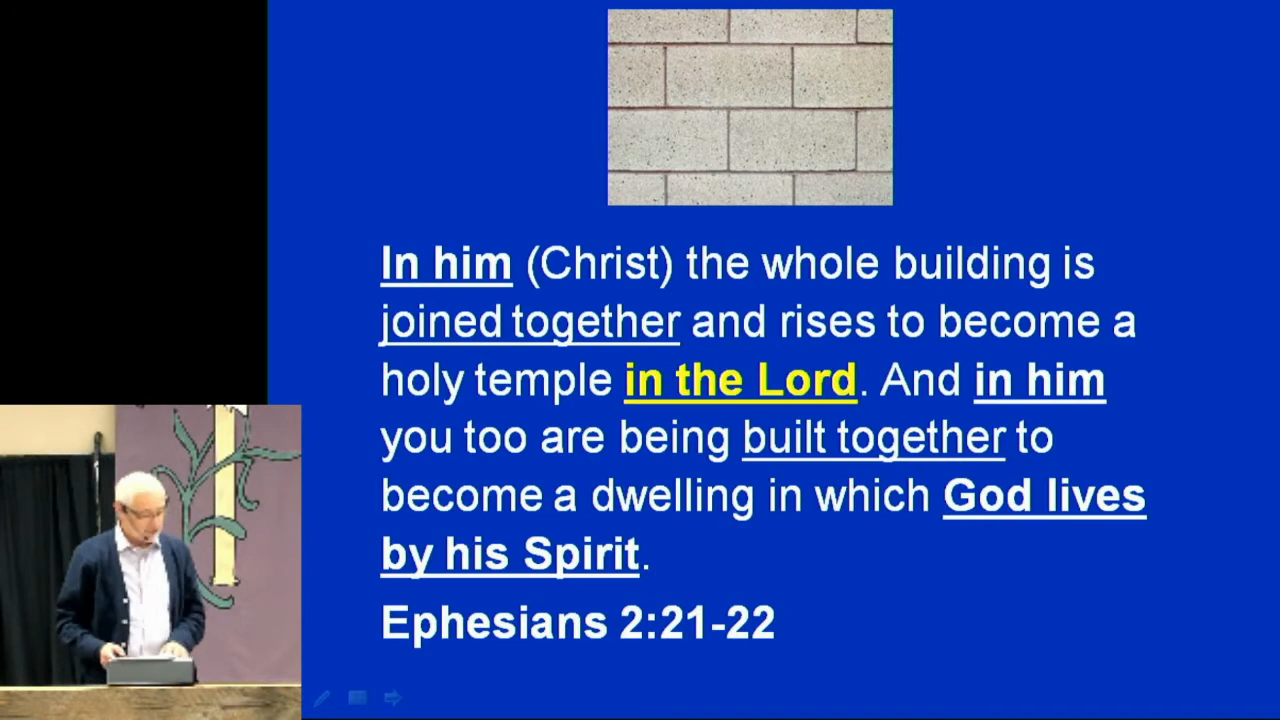 In him (Christ) the whole building is
joined together and rises to become a
holy temple in the Lord. And in him
you too are being built together to
become a dwelling in which God lives
by his Spirit.
Ephesians 2:21-22